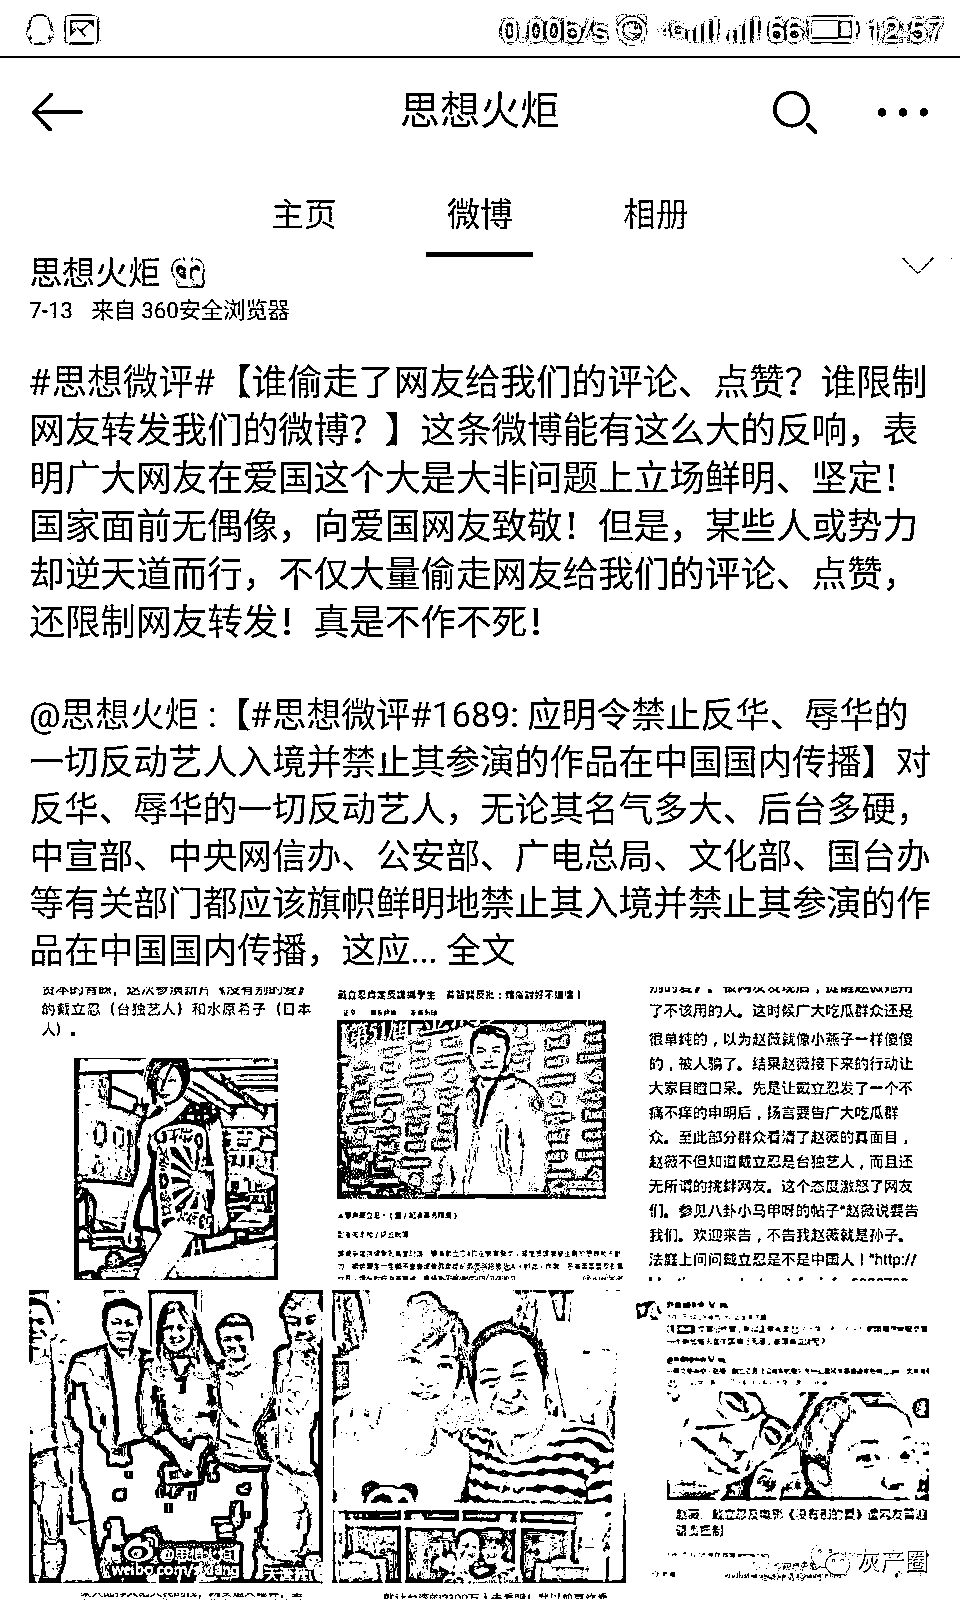 0.00b/s 4G 66 12:57
思想火炬
主页 微博 相册
思想火炬
7-13 来自 360安全浏览器
#思想微评#【谁偷走了网友给我们的评论、点赞？谁限制
网友转发我们的微博？】这条微博能有这么大的反响，表
明广大网友在爱国这个大是大非问题上立场鲜明、坚定！
国家面前无偶像，向爱国网友致敬！但是，某些人或势力
却逆天道而行，不仅大量偷走网友给我们的评论、点赞，
还限制网友转发！真是不作不死！
@思想火炬：【#思想微评#1689: 应明令禁止反华、辱华的
一切反动艺人入境并禁止其参演的作品在中国国内传播】对
反华、辱华的一切反动艺人，无论其名气多大、后台多硬，
中宣部、中央网信办、公安部、广电总局、文化部、国台办
等有关部门都应该旗帜鲜明地禁止其入境并禁止其参演的作
品在中国国内传播，这应... 全文
的戴立忍（台独艺人）和水原希子（日本
人）。
了不该用的人。这时候广大吃瓜群众还是
很单纯的，以为赵薇就像小燕子一样傻傻
的，被人骗了。结果赵薇接下来的行动让
大家目瞪口呆。先是让戴立忍发了一个不
痛不痒的申明后，扬言要告广大吃瓜群
众。至此部分群众看清了赵薇的真面目，
赵薇不但知道戴立忍是台独艺人，而且还
无所谓的挑衅网友。这个态度激怒了网友
们。参见八卦小马甲呀的帖子"赵薇说要告
我们。欢迎来告，不告我赵薇就是孙子。
法庭上问问戴立忍是不是中国人！"http://
@思想火炬
灰产圈